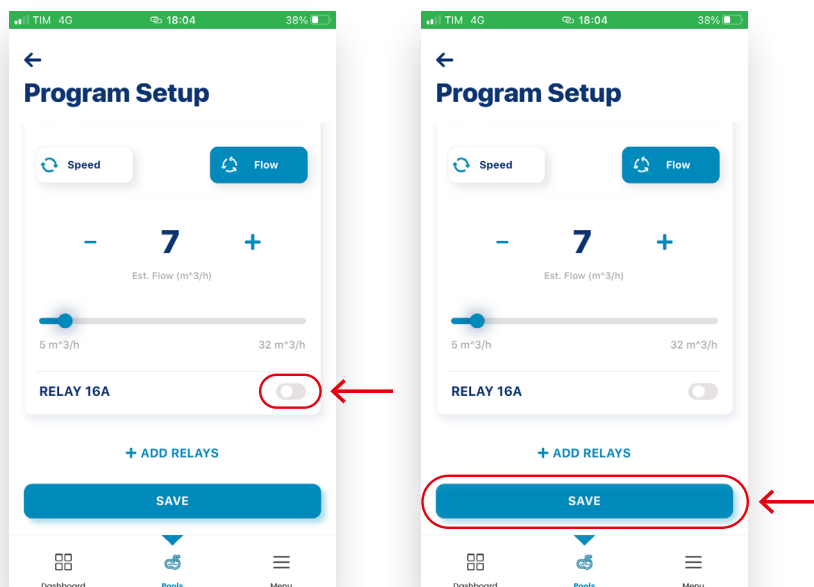 TIM 4G 18:04 38%
Program Setup
Speed Flow
- 7 +
Est. Flow (m^3/h)
5 m^3/h 32 m^3/h
RELAY 16A
+ ADD RELAYS
SAVE
Dashboard Pools Menu
TIM 4G 18:04 38%
Program Setup
Speed Flow
- 7 +
Est. Flow (m^3/h)
5 m^3/h 32 m^3/h
RELAY 16A
+ ADD RELAYS
SAVE
Dashboard Pools Menu